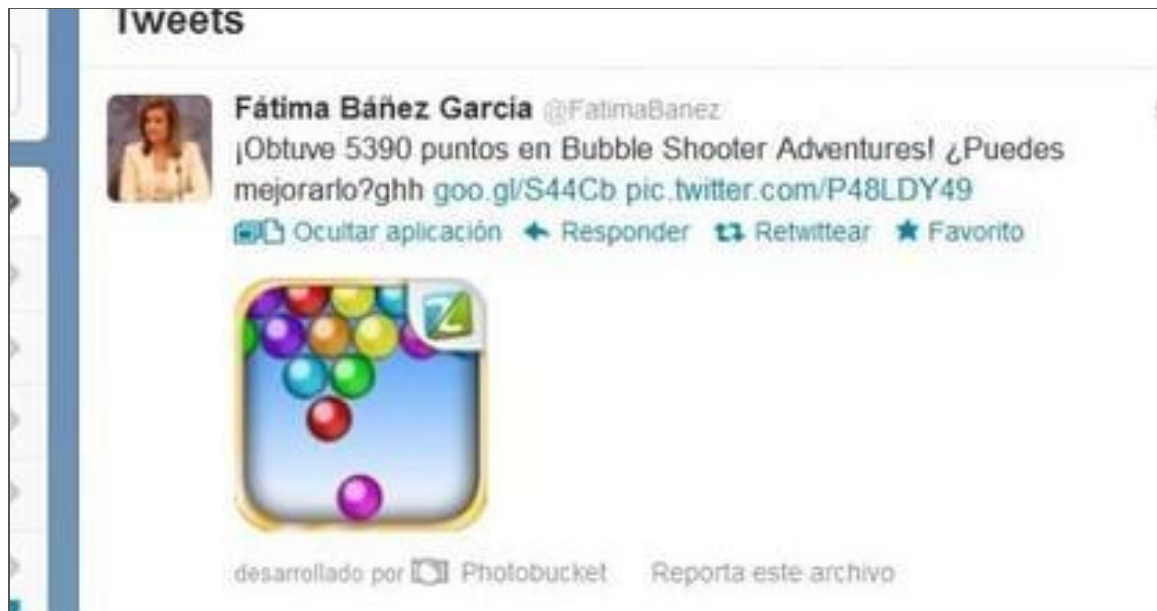 Tweets
Fátima Báñez García @FatimaBanez
¡Obtuve 5390 puntos en Bubble Shooter Adventures! ¿Puedes
mejorarlo?ghh goo.gl/S44Cb pic.twitter.com/P48LDY49
Ocultar aplicación Responder Retwittear Favorito
desarrollado por Photobucket Reporta este archivo